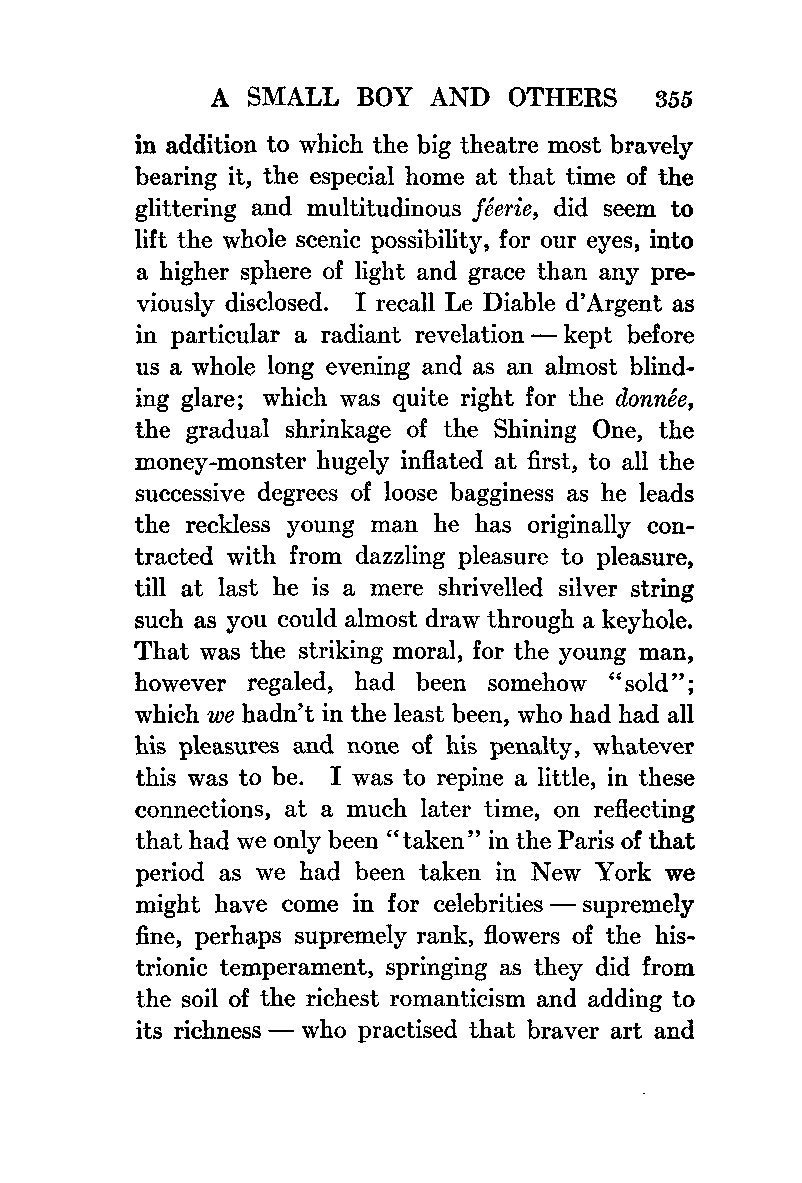 A SMALL BOY AND OTHERS 355
in addition to which the big theatre most bravely
bearing it, the especial home at that time of the
glittering and multitudinous féerie, did seem to
lift the whole scenic possibility, for our eyes, into
a higher sphere of light and grace than any pre-
viously disclosed. I recall Le Diable d'Argent as
in particular a radiant revelation — kept before
us a whole long evening and as an almost blind-
ing glare; which was quite right for the donnée,
the gradual shrinkage of the Shining One, the
money-monster hugely inflated at first, to all the
successive degrees of loose bagginess as he leads
the reckless young man he has originally con-
tracted with from dazzling pleasure to pleasure,
till at last he is a mere shrivelled silver string
such as you could almost draw through a keyhole.
That was the striking moral, for the young man,
however regaled, had been somehow “sold”;
which we hadn't in the least been, who had had all
his pleasures and none of his penalty, whatever
this was to be. I was to repine a little, in these
connections, at a much later time, on reflecting
that had we only been “taken” in the Paris of that
period as we had been taken in New York we
might have come in for celebrities — supremely
fine, perhaps supremely rank, flowers of the his-
trionic temperament, springing as they did from
the soil of the richest romanticism and adding to
its richness — who practised that braver art and